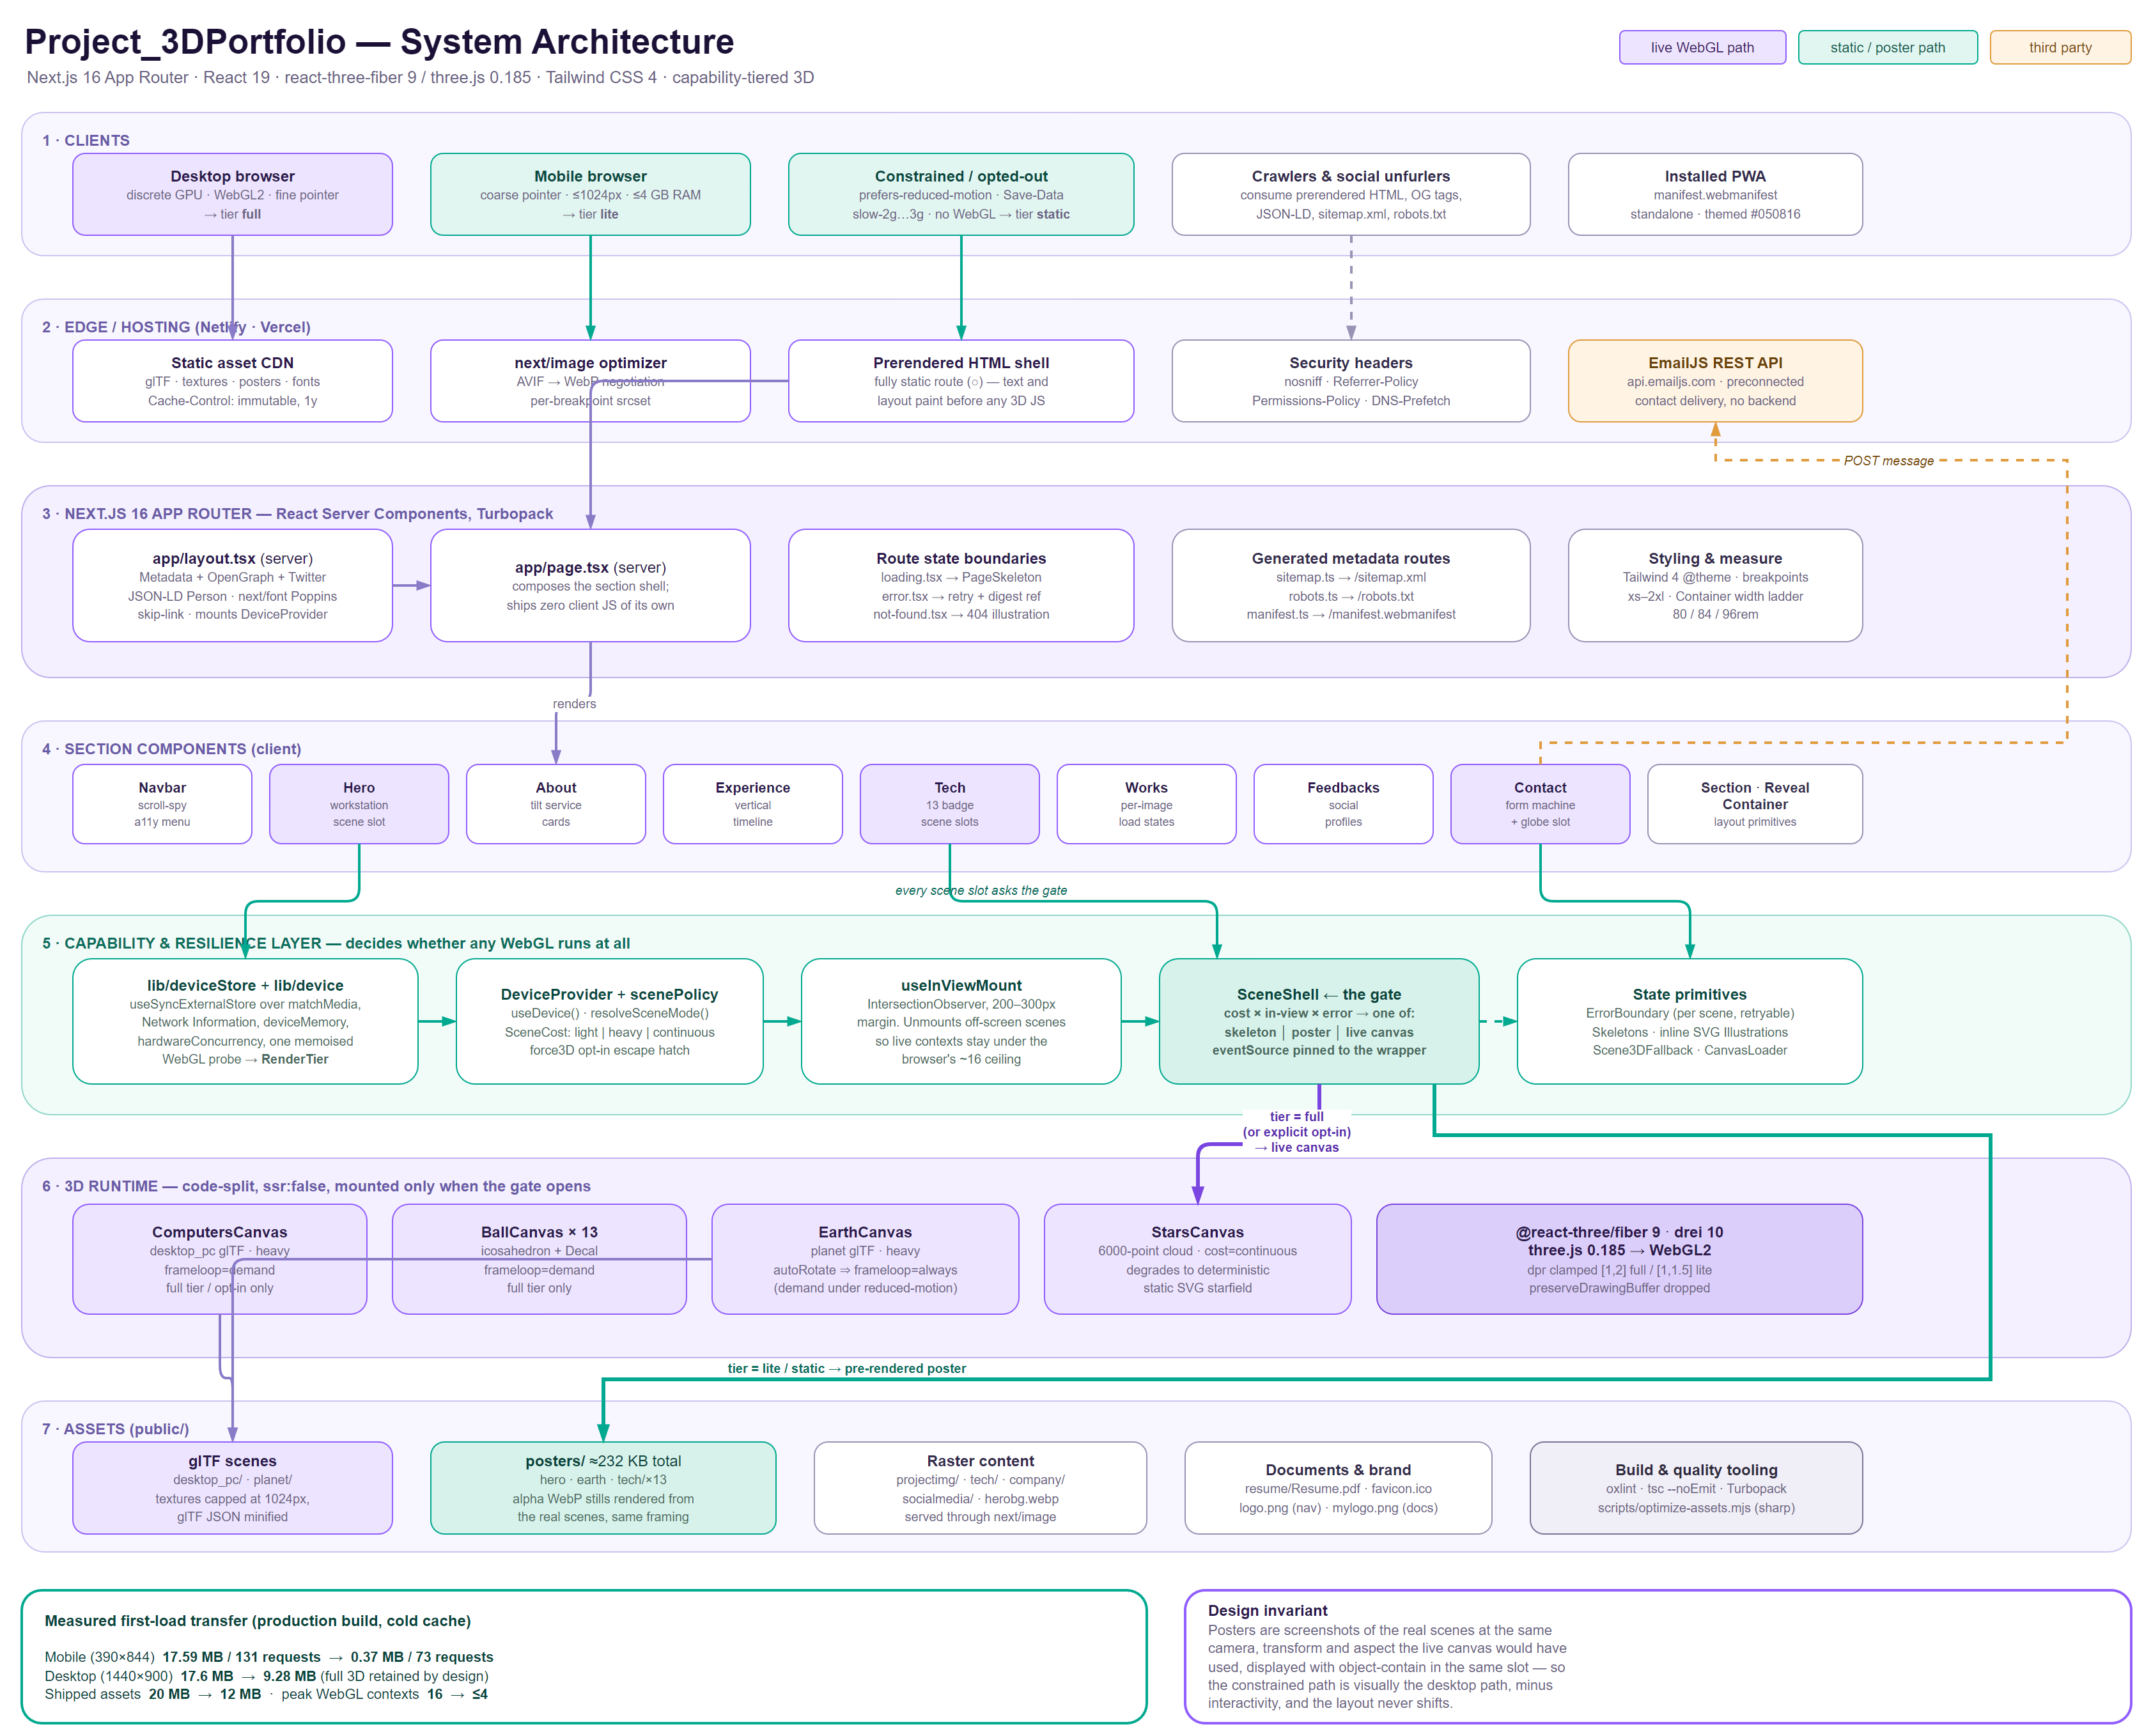 Project_3DPortfolio — System Architecture
Next.js 16 App Router · React 19 · react-three-fiber 9 / three.js 0.185 · Tailwind CSS 4 · capability-tiered 3D
live WebGL path
static / poster path
third party
1 · CLIENTS
Desktop browser
discrete GPU · WebGL2 · fine pointer
→ tier full
Mobile browser
coarse pointer · ≤1024px · ≤4 GB RAM
→ tier lite
Constrained / opted-out
prefers-reduced-motion · Save-Data
slow-2g…3g · no WebGL → tier static
Crawlers & social unfurlers
consume prerendered HTML, OG tags,
JSON-LD, sitemap.xml, robots.txt
Installed PWA
manifest.webmanifest
standalone · themed #050816
2 · EDGE / HOSTING (Netlify · Vercel)
Static asset CDN
glTF · textures · posters · fonts
Cache-Control: immutable, 1y
next/image optimizer
AVIF → WebP negotiation
per-breakpoint srcset
Prerendered HTML shell
fully static route (○) — text and
layout paint before any 3D JS
Security headers
nosniff · Referrer-Policy
Permissions-Policy · DNS-Prefetch
EmailJS REST API
api.emailjs.com · preconnected
contact delivery, no backend
POST message
3 · NEXT.JS 16 APP ROUTER — React Server Components, Turbopack
app/layout.tsx (server)
Metadata + OpenGraph + Twitter
JSON-LD Person · next/font Poppins
skip-link · mounts DeviceProvider
app/page.tsx (server)
composes the section shell;
ships zero client JS of its own
Route state boundaries
loading.tsx → PageSkeleton
error.tsx → retry + digest ref
not-found.tsx → 404 illustration
Generated metadata routes
sitemap.ts → /sitemap.xml
robots.ts → /robots.txt
manifest.ts → /manifest.webmanifest
Styling & measure
Tailwind 4 @theme · breakpoints
xs–2xl · Container width ladder
80 / 84 / 96rem
renders
4 · SECTION COMPONENTS (client)
Navbar
scroll-spy
a11y menu
Hero
workstation
scene slot
About
tilt service
cards
Experience
vertical
timeline
Tech
13 badge
scene slots
Works
per-image
load states
Feedbacks
social
profiles
Contact
form machine
+ globe slot
Section · Reveal
Container
layout primitives
every scene slot asks the gate
5 · CAPABILITY & RESILIENCE LAYER — decides whether any WebGL runs at all
lib/deviceStore + lib/device
useSyncExternalStore over matchMedia,
Network Information, deviceMemory,
hardwareConcurrency, one memoised
WebGL probe → RenderTier
DeviceProvider + scenePolicy
useDevice() · resolveSceneMode()
SceneCost: light | heavy | continuous
force3D opt-in escape hatch
useInViewMount
IntersectionObserver, 200–300px
margin. Unmounts off-screen scenes
so live contexts stay under the
browser's ~16 ceiling
SceneShell ← the gate
cost × in-view × error → one of:
skeleton │ poster │ live canvas
eventSource pinned to the wrapper
State primitives
ErrorBoundary (per scene, retryable)
Skeletons · inline SVG Illustrations
Scene3DFallback · CanvasLoader
tier = full
(or explicit opt-in)
→ live canvas
6 · 3D RUNTIME — code-split, ssr:false, mounted only when the gate opens
ComputersCanvas
desktop_pc glTF · heavy
frameloop=demand
full tier / opt-in only
BallCanvas × 13
icosahedron + Decal
frameloop=demand
full tier only
EarthCanvas
planet glTF · heavy
autoRotate ⇒ frameloop=always
(demand under reduced-motion)
StarsCanvas
6000-point cloud · cost=continuous
degrades to deterministic
static SVG starfield
@react-three/fiber 9 · drei 10
three.js 0.185 → WebGL2
dpr clamped [1,2] full / [1,1.5] lite
preserveDrawingBuffer dropped
tier = lite / static → pre-rendered poster
7 · ASSETS (public/)
glTF scenes
desktop_pc/ · planet/
textures capped at 1024px,
glTF JSON minified
posters/ ≈232 KB total
hero · earth · tech/×13
alpha WebP stills rendered from
the real scenes, same framing
Raster content
projectimg/ · tech/ · company/
socialmedia/ · herobg.webp
served through next/image
Documents & brand
resume/Resume.pdf · favicon.ico
logo.png (nav) · mylogo.png (docs)
Build & quality tooling
oxlint · tsc --noEmit · Turbopack
scripts/optimize-assets.mjs (sharp)
Measured first-load transfer (production build, cold cache)
Mobile (390×844) 17.59 MB / 131 requests → 0.37 MB / 73 requests
Desktop (1440×900) 17.6 MB → 9.28 MB (full 3D retained by design)
Shipped assets 20 MB → 12 MB · peak WebGL contexts 16 → ≤4
Design invariant
Posters are screenshots of the real scenes at the same
camera, transform and aspect the live canvas would have
used, displayed with object-contain in the same slot — so
the constrained path is visually the desktop path, minus
interactivity, and the layout never shifts.